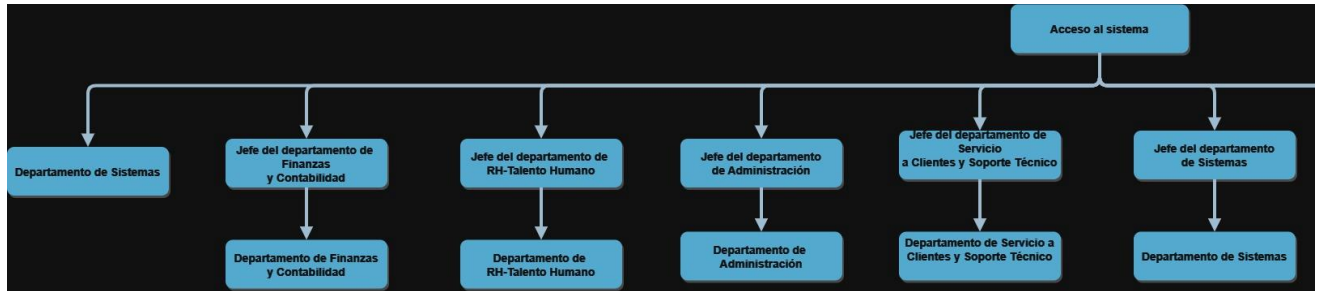 Acceso al sistema
Departamento de Sistemas
Jefe del departamento de
Finanzas
y Contabilidad
Jefe del departamento de
RH-Talento Humano
Jefe del departamento
de Administración
Jefe del departamento de
Servicio
a Clientes y Soporte Técnico
Jefe del departamento
de Sistemas
Departamento de Finanzas
y Contabilidad
Departamento de
RH-Talento Humano
Departamento de
Administración
Departamento de Servicio a
Clientes y Soporte Técnico
Departamento de Sistemas